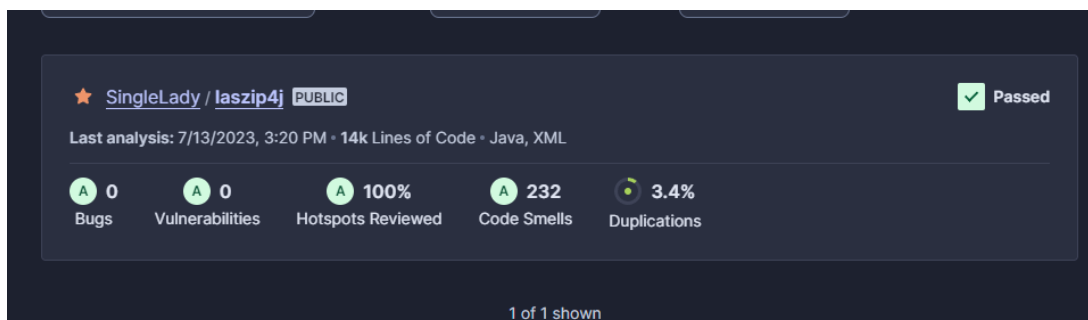 SingleLady / laszip4j PUBLIC Passed
Last analysis: 7/13/2023, 3:20 PM • 14k Lines of Code • Java, XML
A 0 A 0 A 100% A 232 3.4%
Bugs Vulnerabilities Hotspots Reviewed Code Smells Duplications
1 of 1 shown